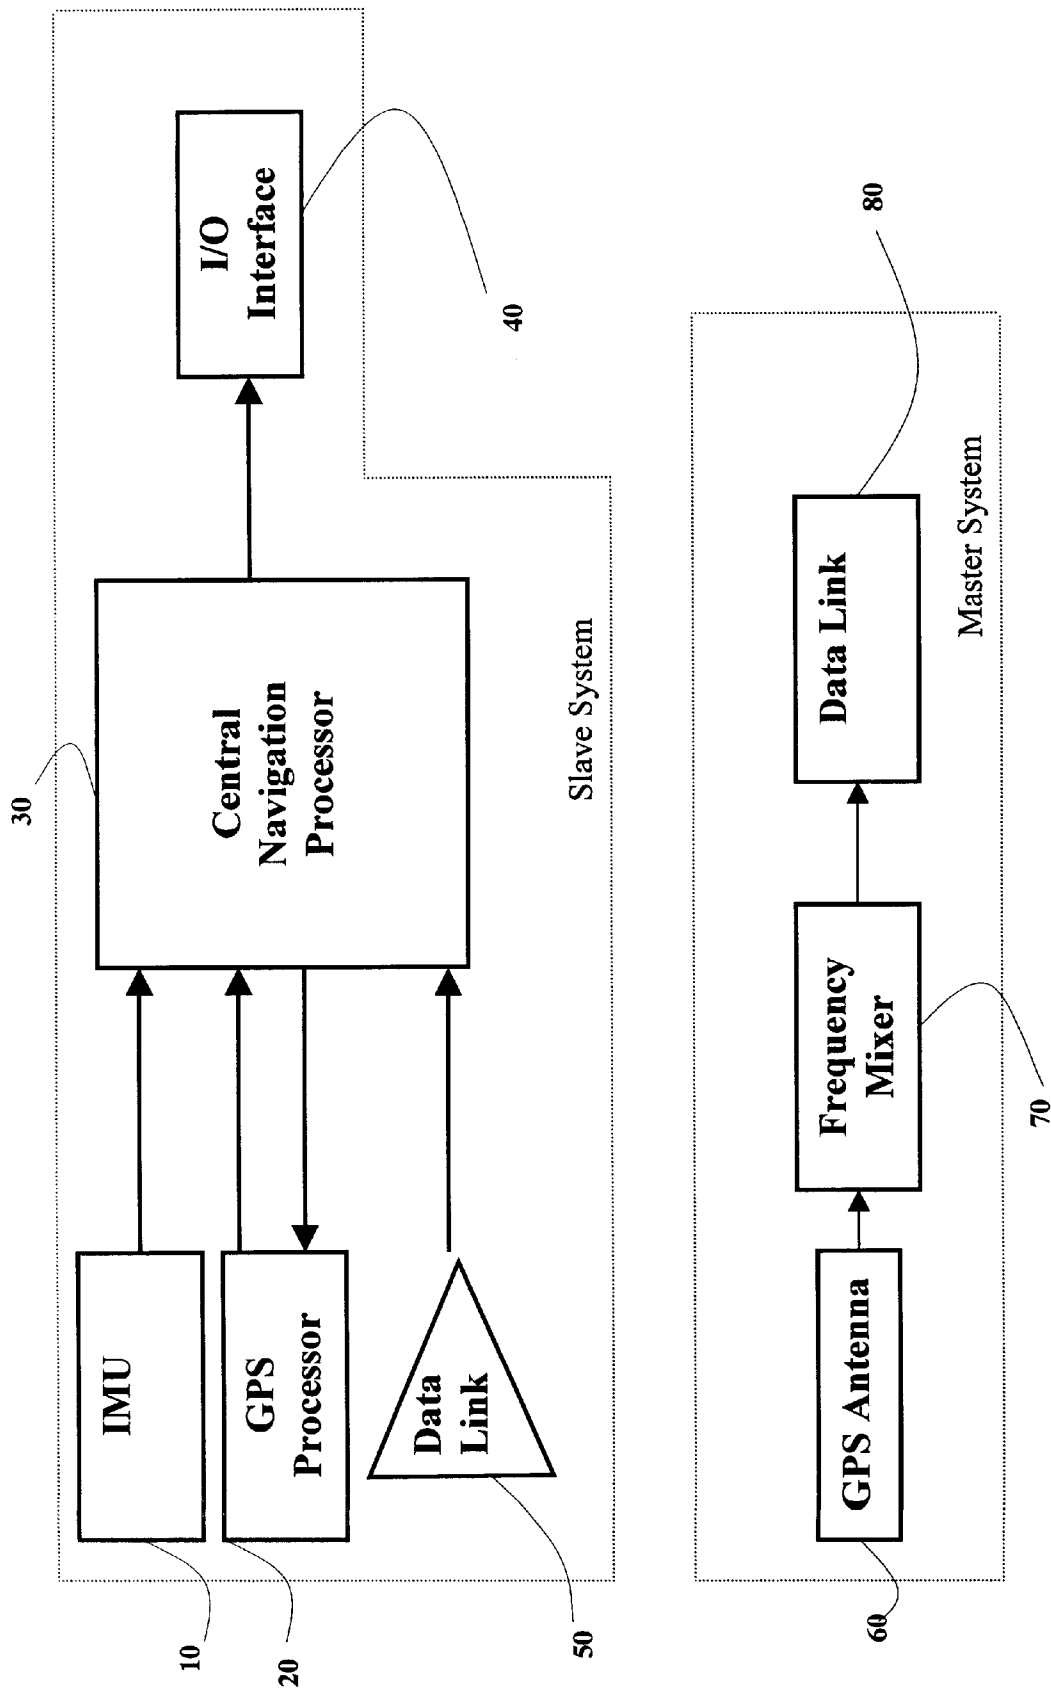 30
IMU
Central
Navigation
Processor
I/O
Interface
10
GPS
Processor
20
40
Data
Link
50
Slave System
80
GPS Antenna
Frequency
Mixer
Data Link
60
Master System
70